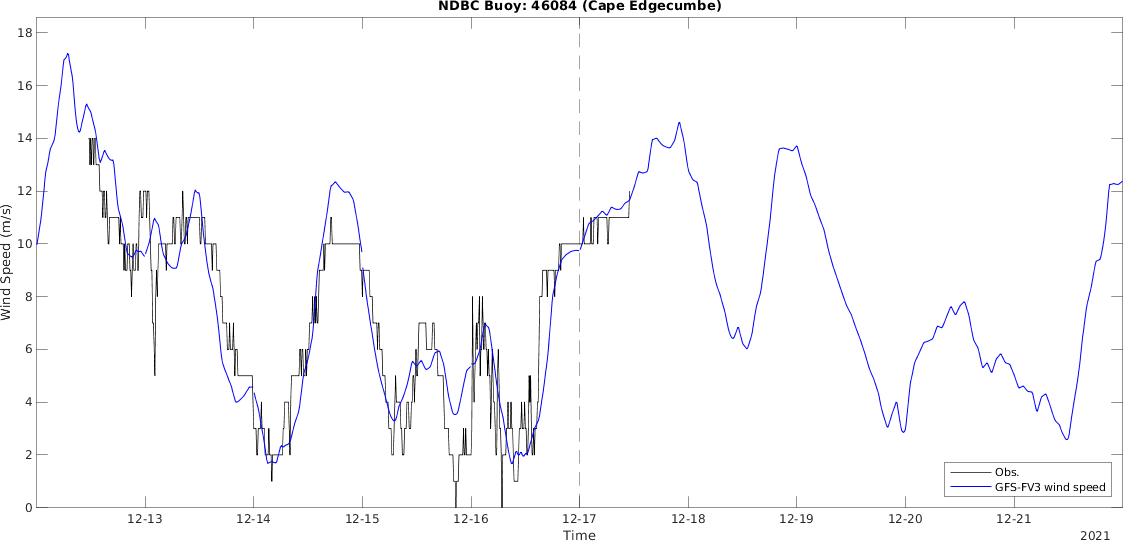 NDBC Buoy: 46084 (Cape Edgecumbe)
18
16
14
12
10
8
6
4
2
0
Wind Speed (m/s)
Obs.
GFS-FV3 wind speed
12-13 12-14 12-15 12-16 12-17 12-18 12-19 12-20 12-21
Time
2021